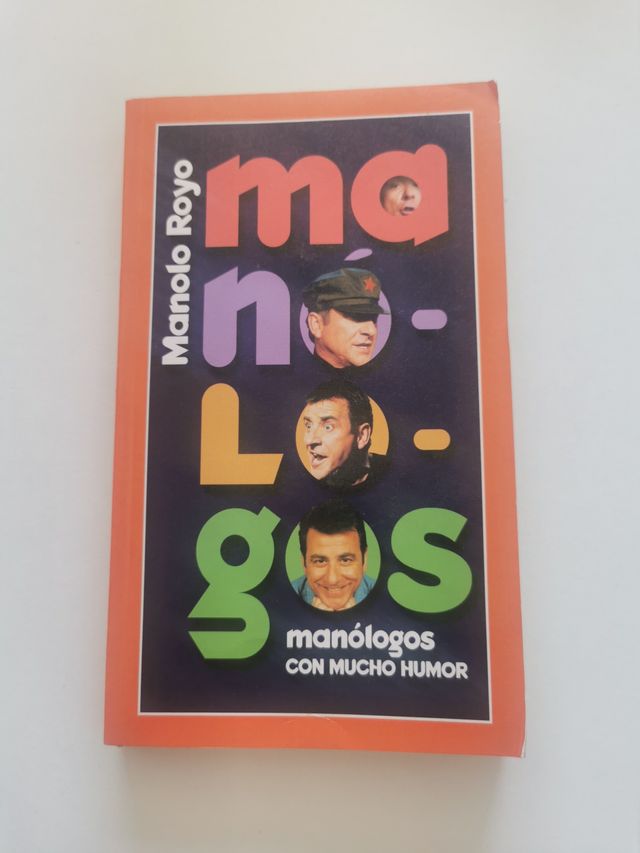 Manolo Royo
ma
nó-
Lo-
gos
manólogos
CON MUCHO HUMOR